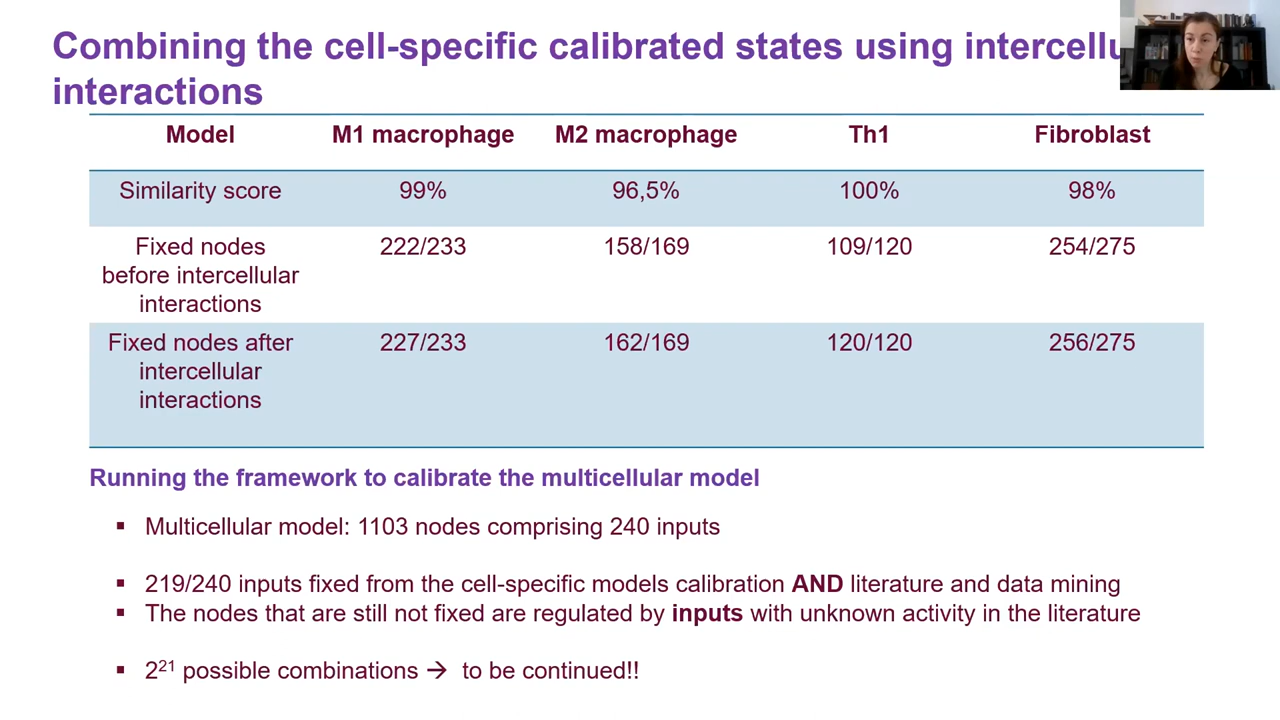 Combining the cell-specific calibrated states using intercellu
interactions
Model M1 macrophage M2 macrophage Th1 Fibroblast
Similarity score 99% 96,5% 100% 98%
Fixed nodes 222/233 158/169 109/120 254/275
before intercellular
interactions
Fixed nodes after 227/233 162/169 120/120 256/275
intercellular
interactions
Running the framework to calibrate the multicellular model
▪ Multicellular model: 1103 nodes comprising 240 inputs
▪ 219/240 inputs fixed from the cell-specific models calibration AND literature and data mining
▪ The nodes that are still not fixed are regulated by inputs with unknown activity in the literature
▪ 2²¹ possible combinations → to be continued!!